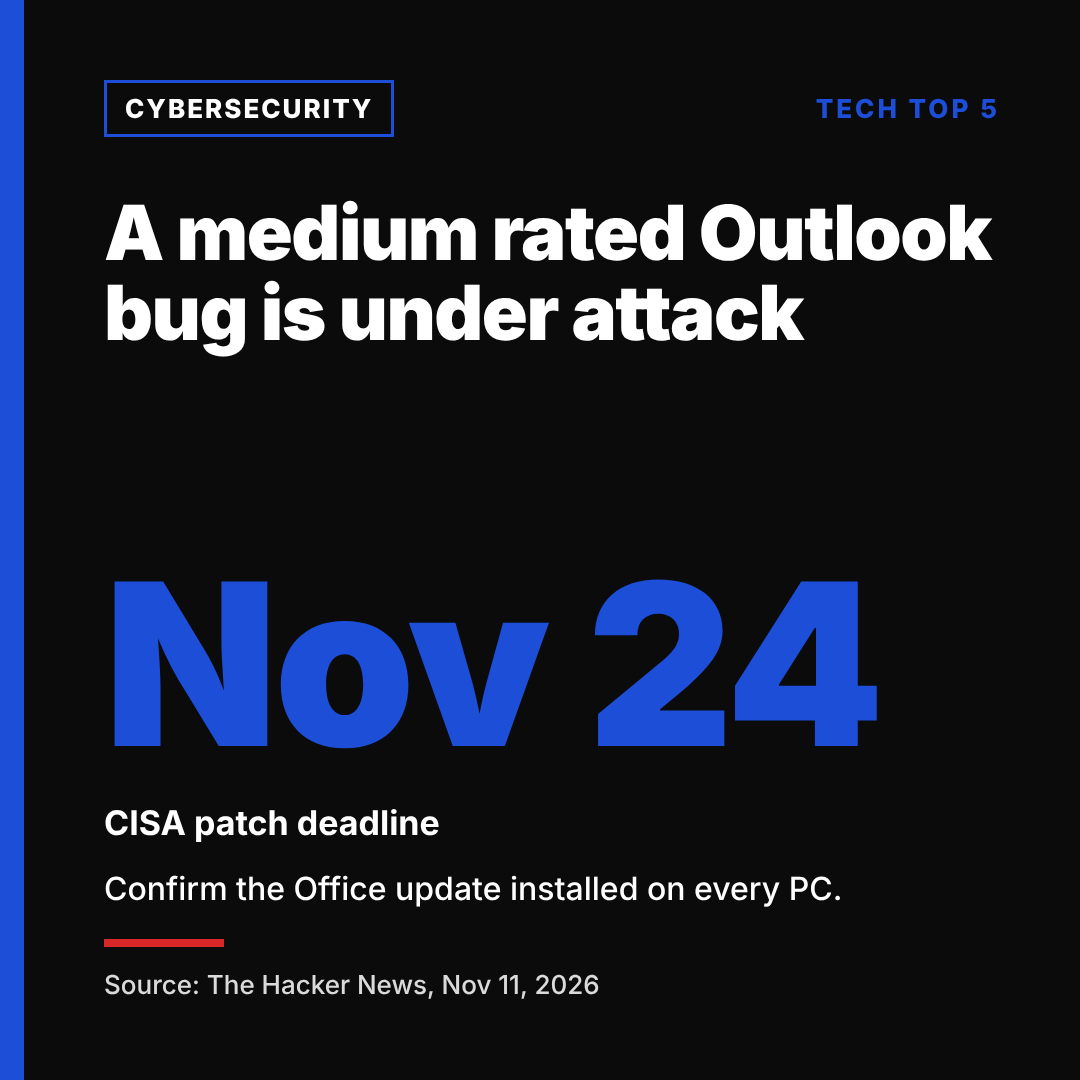 CYBERSECURITY
TECH TOP 5
A medium rated Outlook
bug is under attack
Nov 24
CISA patch deadline
Confirm the Office update installed on every PC.
Source: The Hacker News, Nov 11, 2026